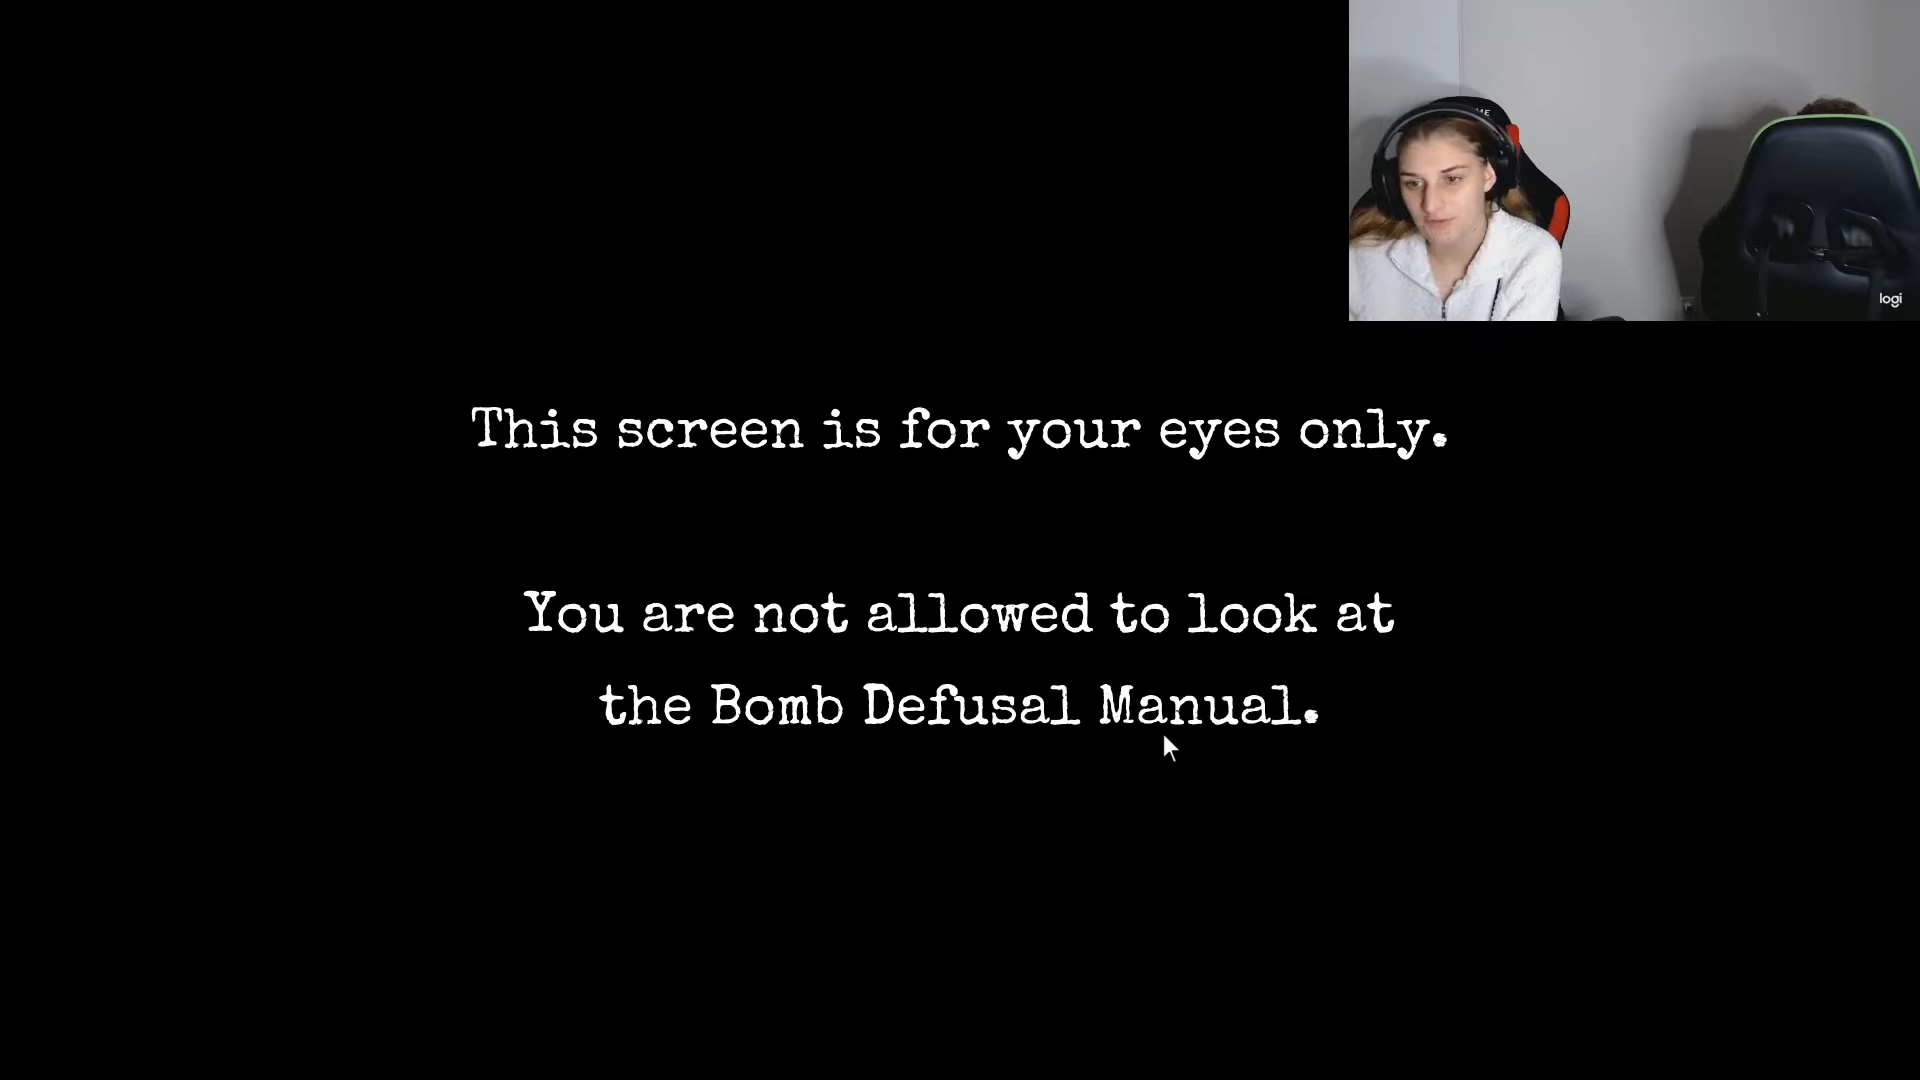 This screen is for your eyes only.
You are not allowed to look at
the Bomb Defusal Manual.
logi